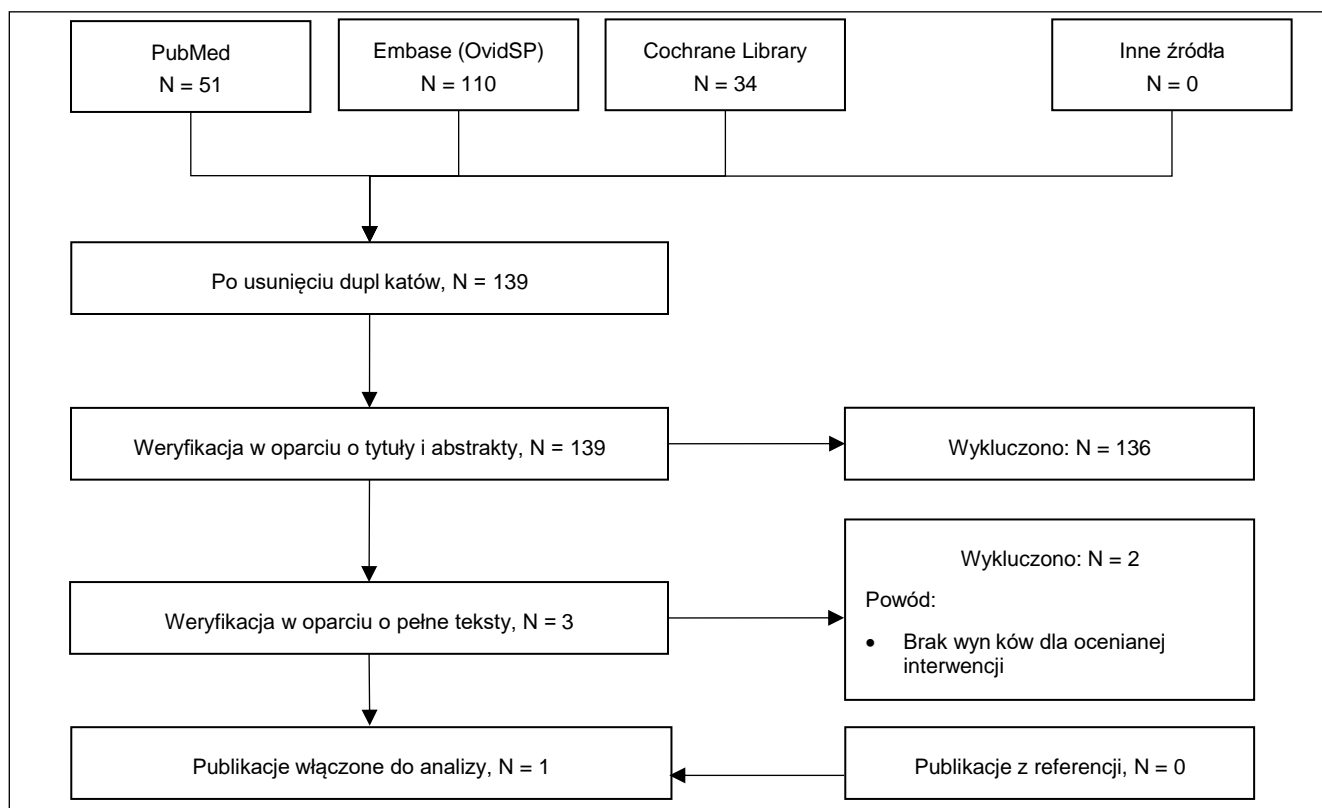 PubMed
N = 51
Embase (OvidSP)
N = 110
Cochrane Library
N = 34
Inne źródła
N = 0
Po usunięciu dupl katów, N = 139
Weryfikacja w oparciu o tytuły i abstrakty, N = 139
Wykluczono: N = 136
Weryfikacja w oparciu o pełne teksty, N = 3
Wykluczono: N = 2
Powód:
• Brak wyn ków dla ocenianej
interwencji
Publikacje włączone do analizy, N = 1
Publikacje z referencji, N = 0